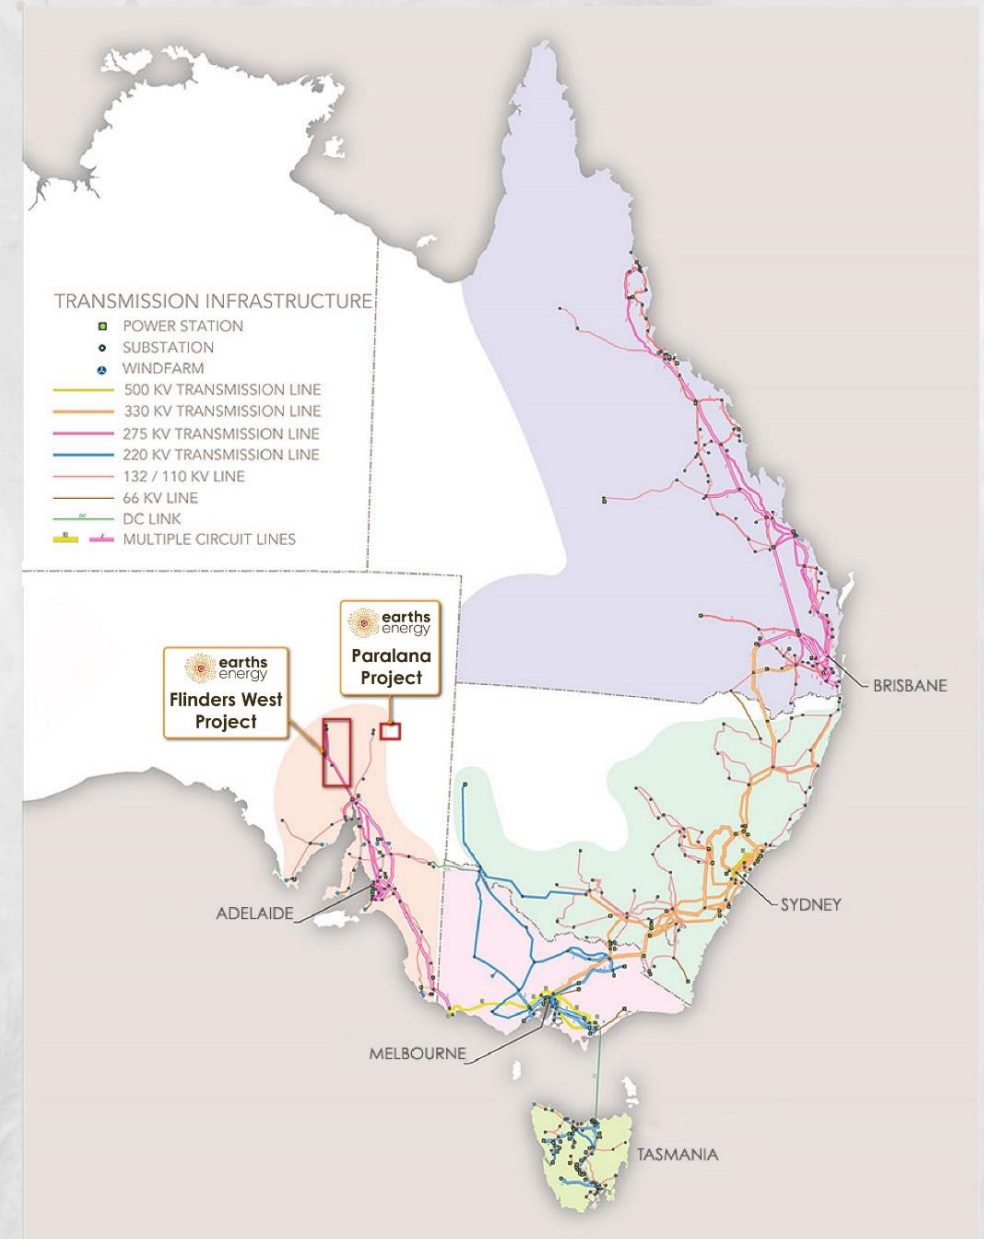 TRANSMISSION INFRASTRUCTURE
POWER STATION
SUBSTATION
WINDFARM
500 KV TRANSMISSION LINE
330 KV TRANSMISSION LINE
275 KV TRANSMISSION LINE
220 KV TRANSMISSION LINE
132 / 110 KV LINE
66 KV LINE
DC LINK
MULTIPLE CIRCUIT LINES
earths
energy
Paralana
Project
earths
energy
Flinders West
Project
BRISBANE
SYDNEY
ADELAIDE
MELBOURNE
TASMANIA